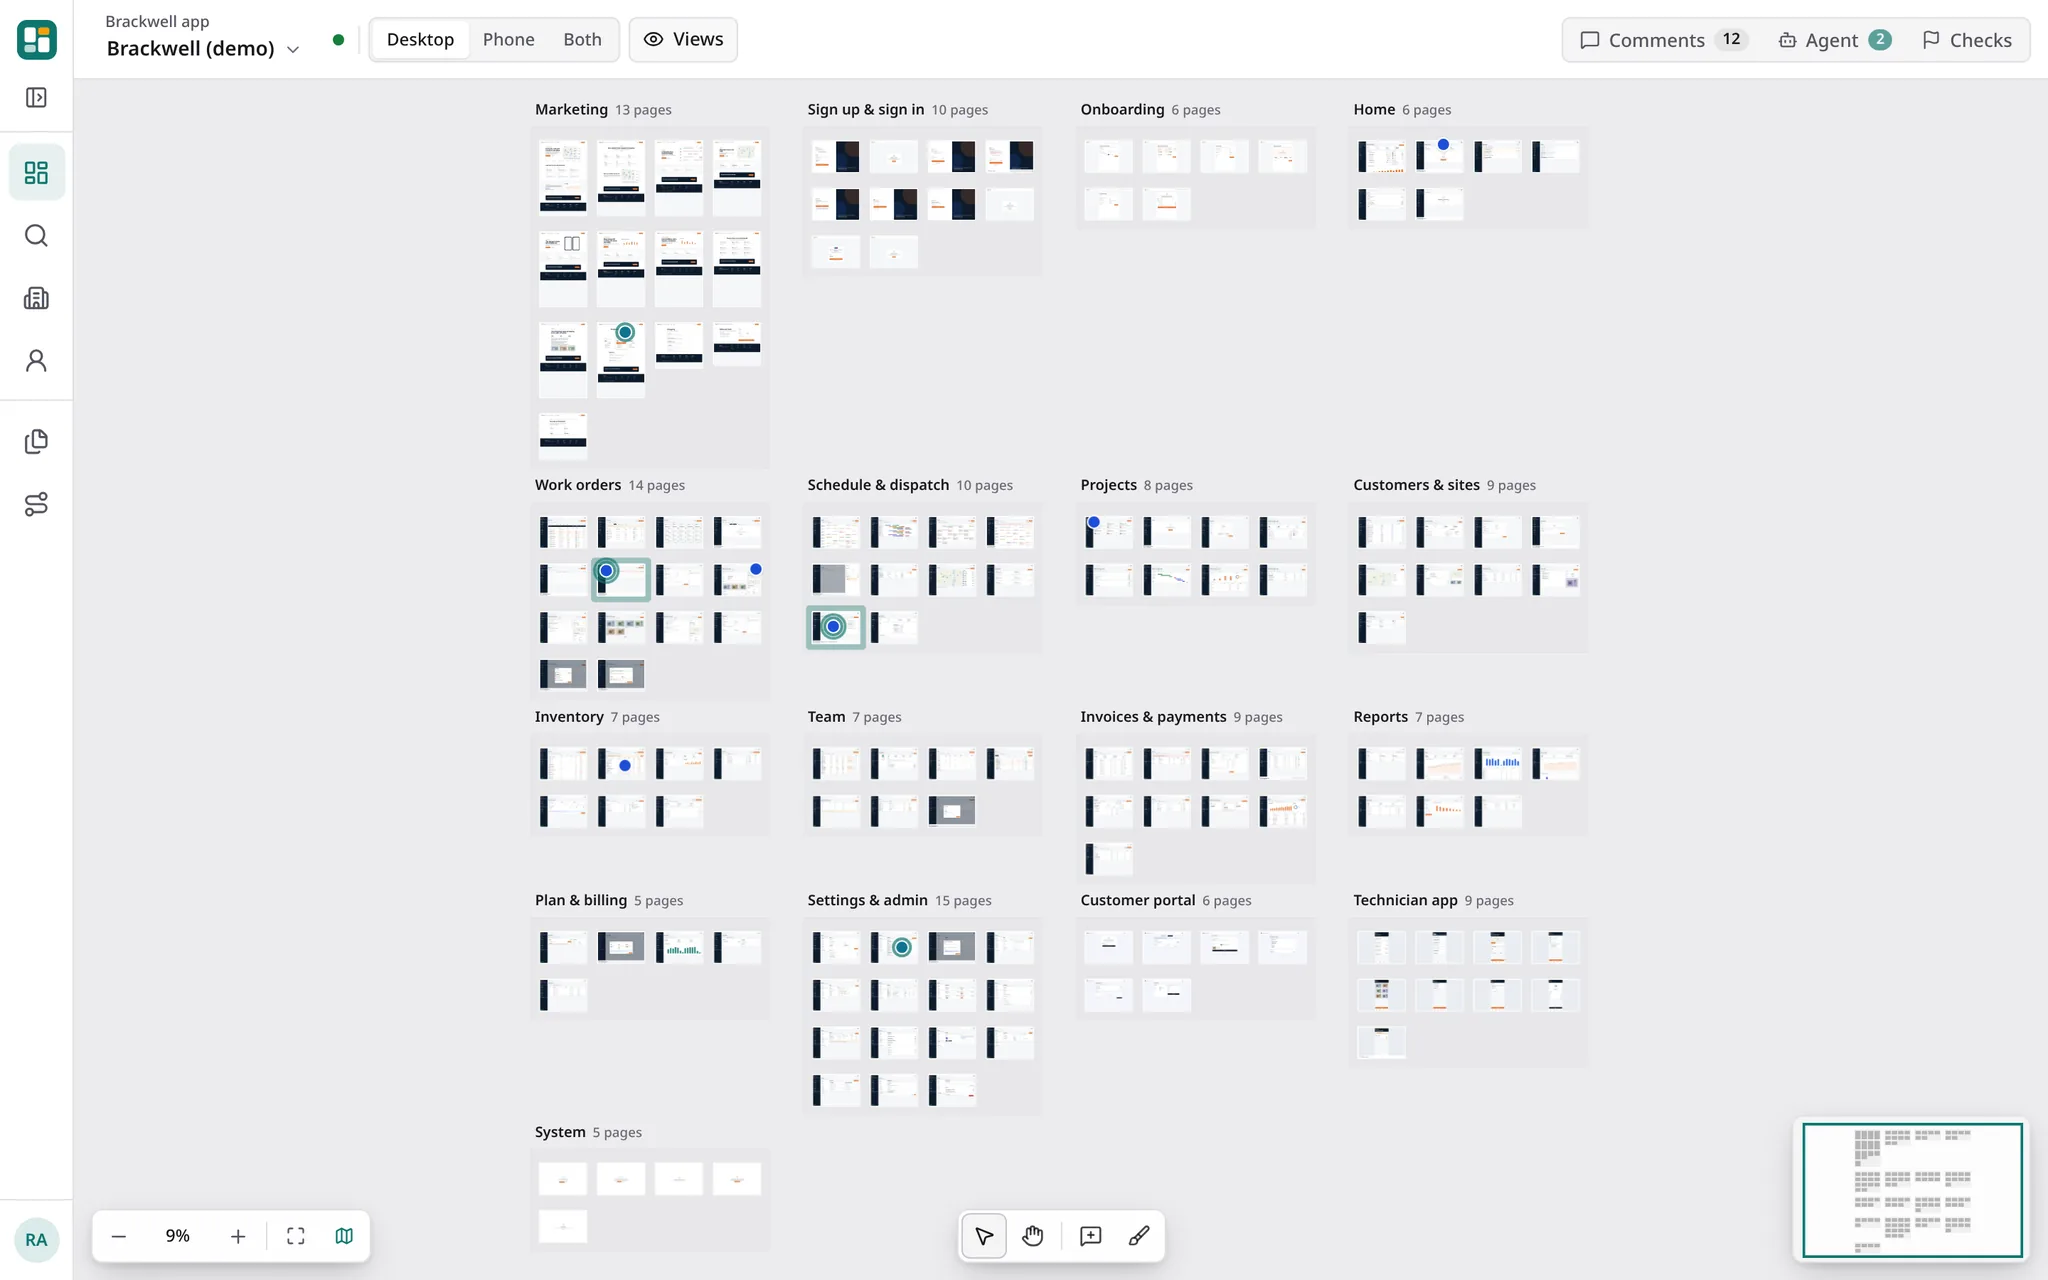 Brackwell app
Brackwell (demo)
Desktop Phone Both
Views
Comments 12
Agent 2
Checks
Marketing 13 pages
Sign up & sign in 10 pages
Onboarding 6 pages
Home 6 pages
Work orders 14 pages
Schedule & dispatch 10 pages
Projects 8 pages
Customers & sites 9 pages
Inventory 7 pages
Team 7 pages
Invoices & payments 9 pages
Reports 7 pages
Plan & billing 5 pages
Settings & admin 15 pages
Customer portal 6 pages
Technician app 9 pages
System 5 pages
RA
9%